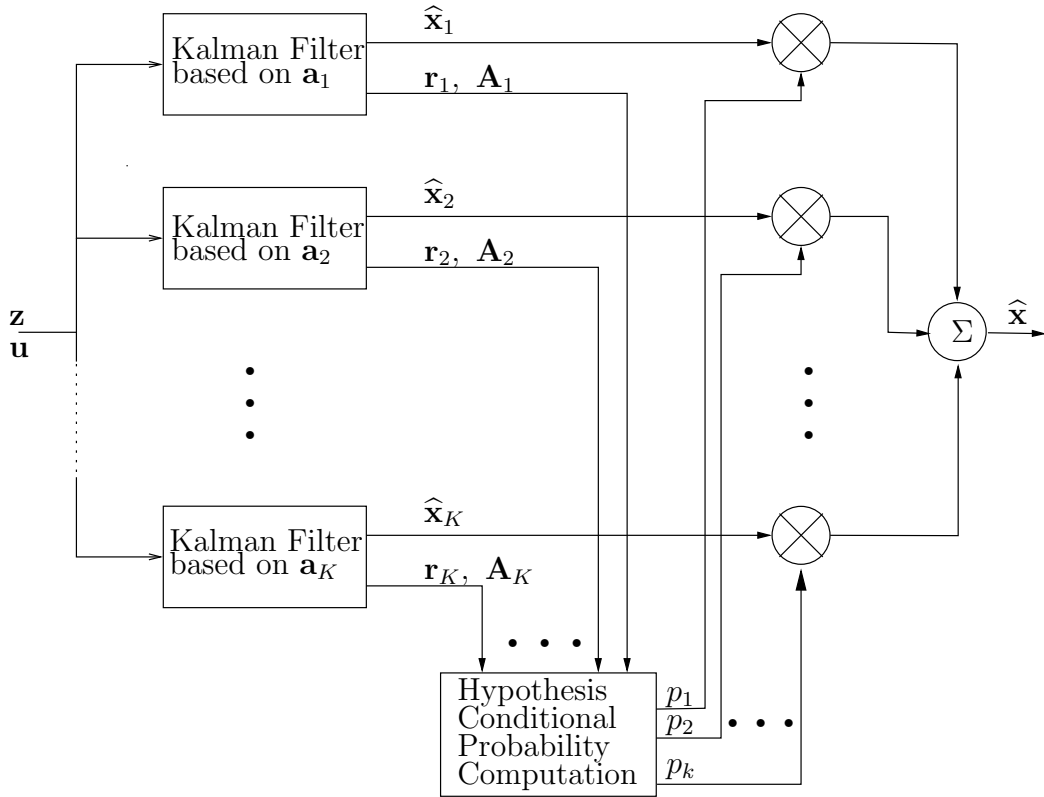 Kalman Filter
based on a₁
x̂₁
r₁, A₁
Kalman Filter
based on a₂
x̂₂
r₂, A₂
z
u
Σ
x̂
Kalman Filter
based on a_K
x̂_K
r_K, A_K
Hypothesis
Conditional
Probability
Computation
p₁
p₂
p_k